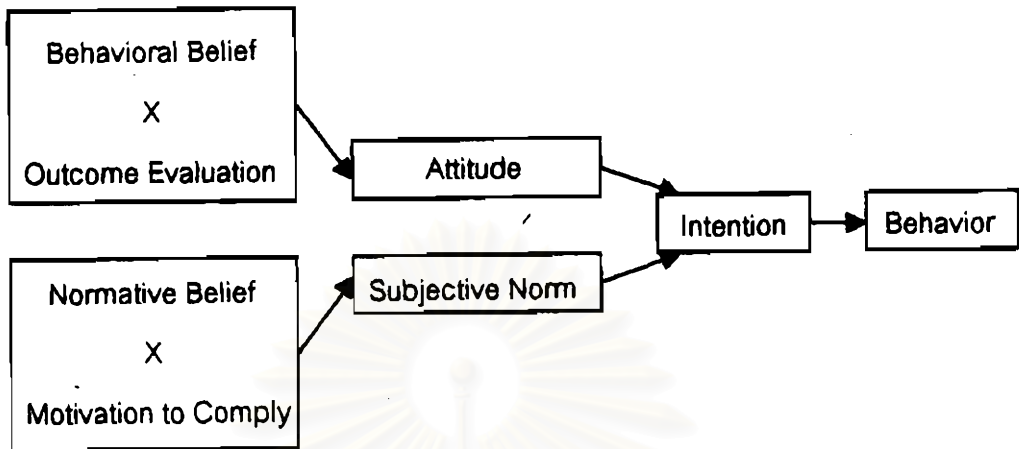 Behavioral Belief
X
Outcome Evaluation
Attitude
Intention
Behavior
Subjective Norm
Normative Belief
X
Motivation to Comply